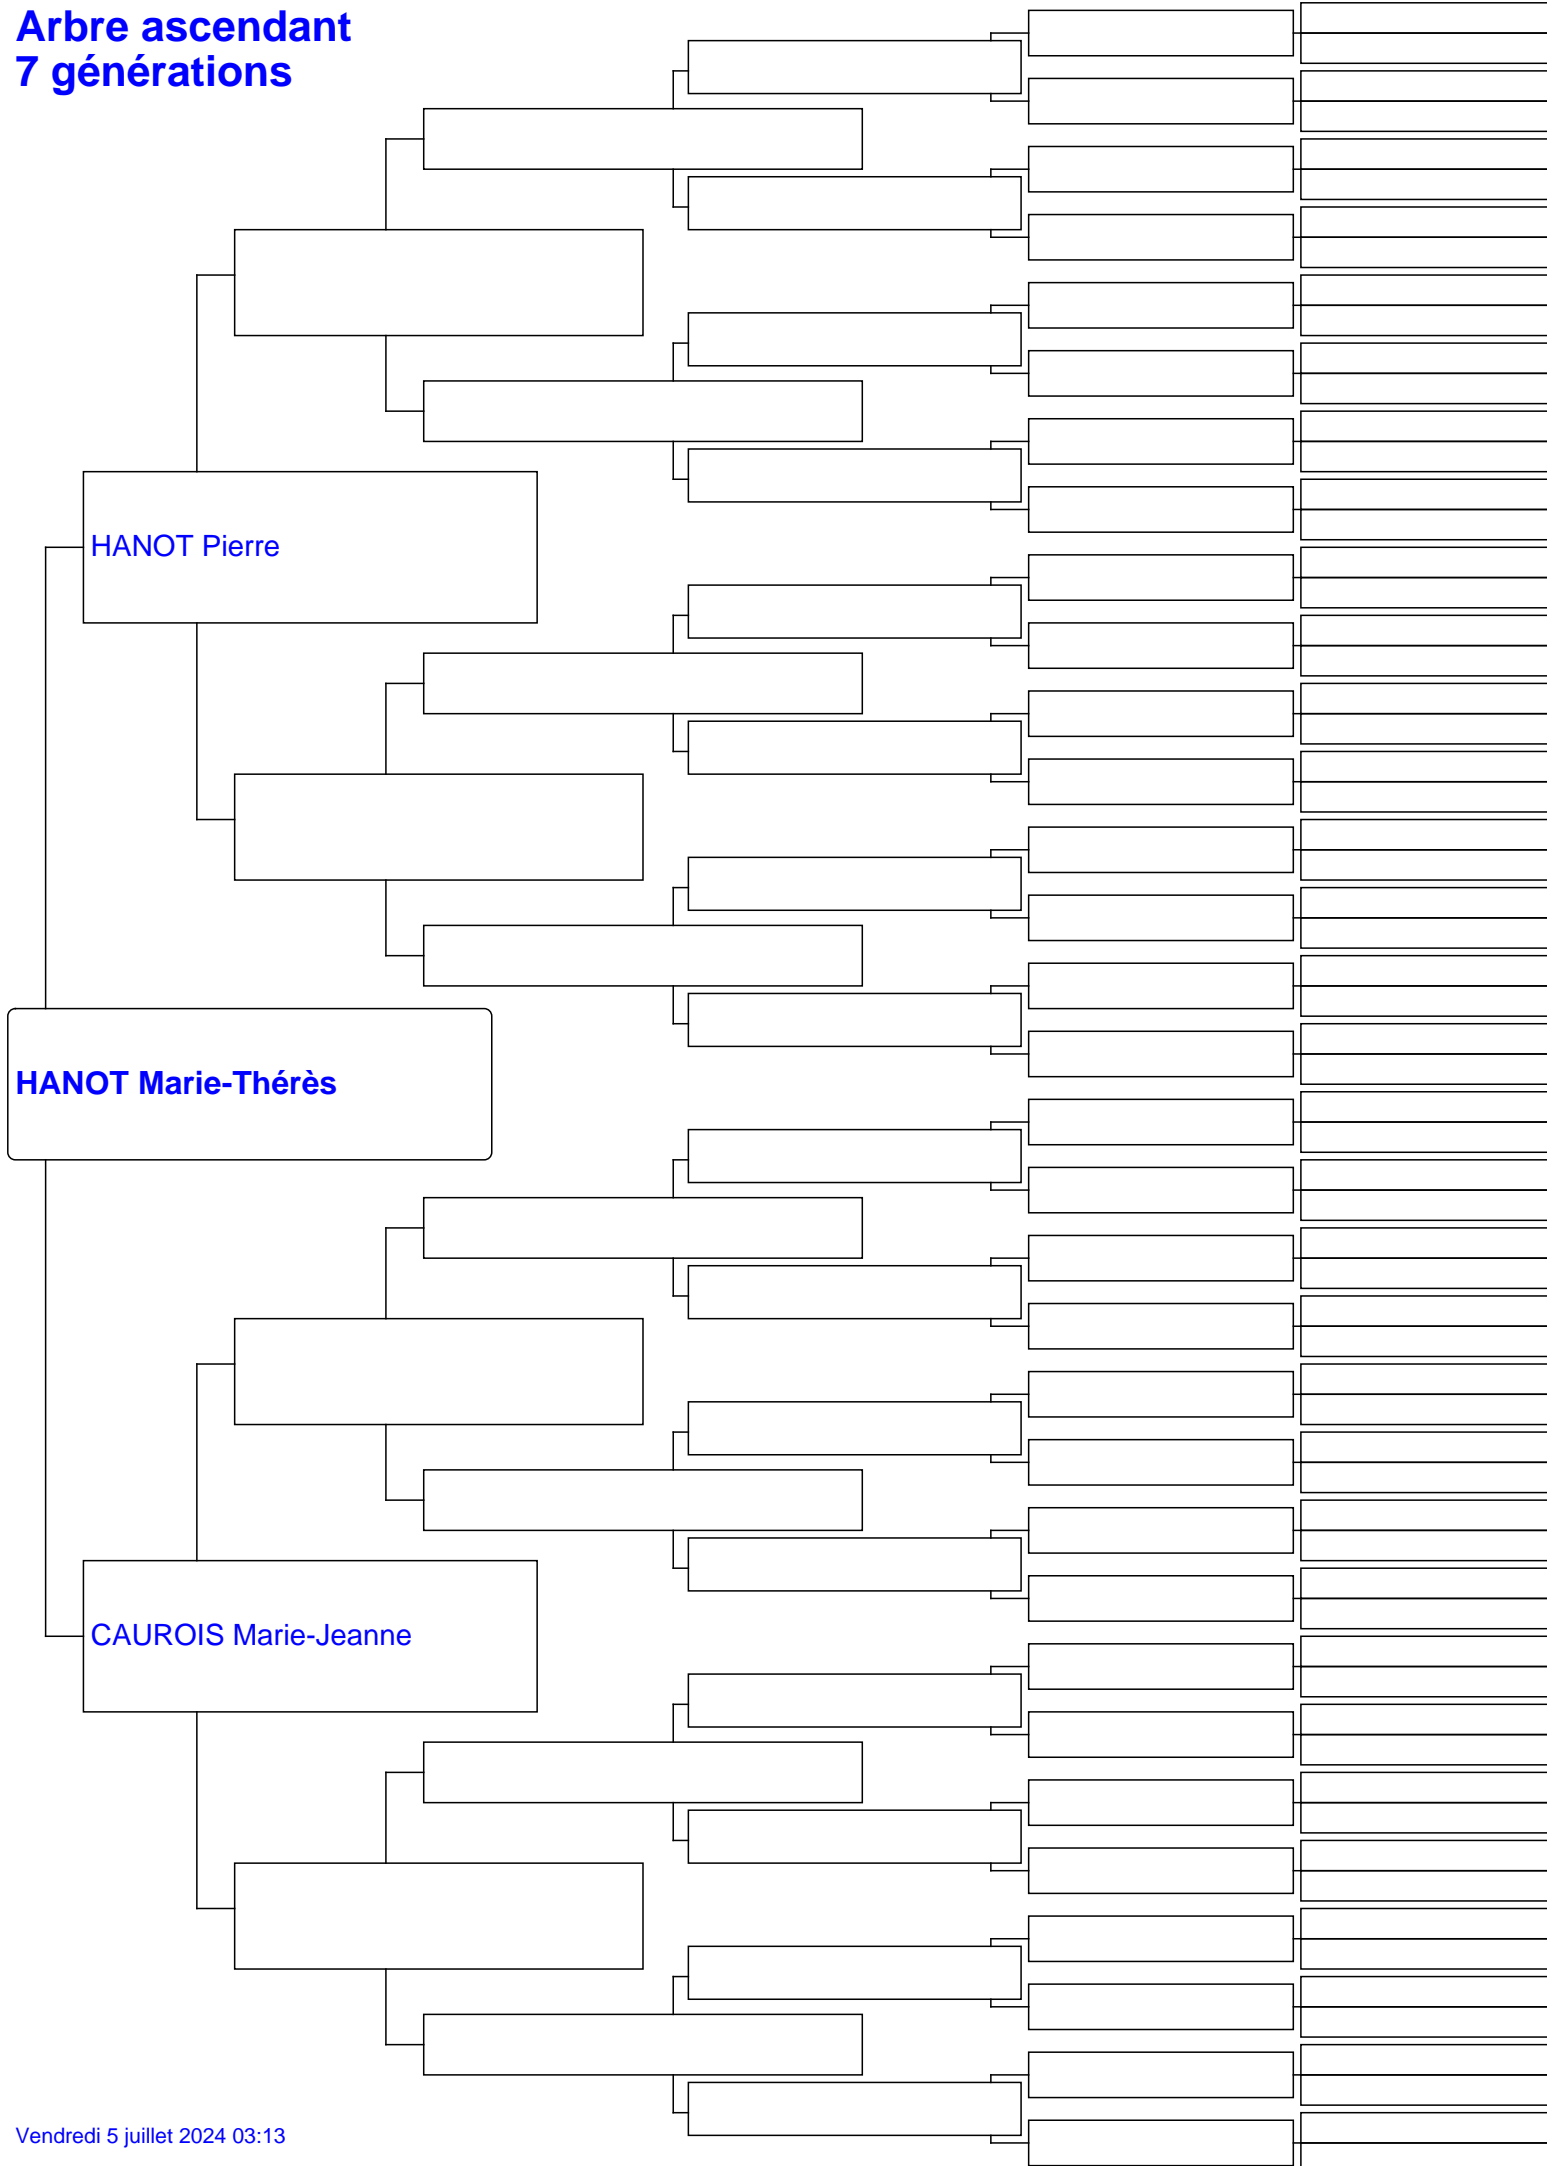 Arbre ascendant
7 générations
HANOT Pierre
HANOT Marie-Thérès
CAUROIS Marie-Jeanne
Vendredi 5 juillet 2024 03:13